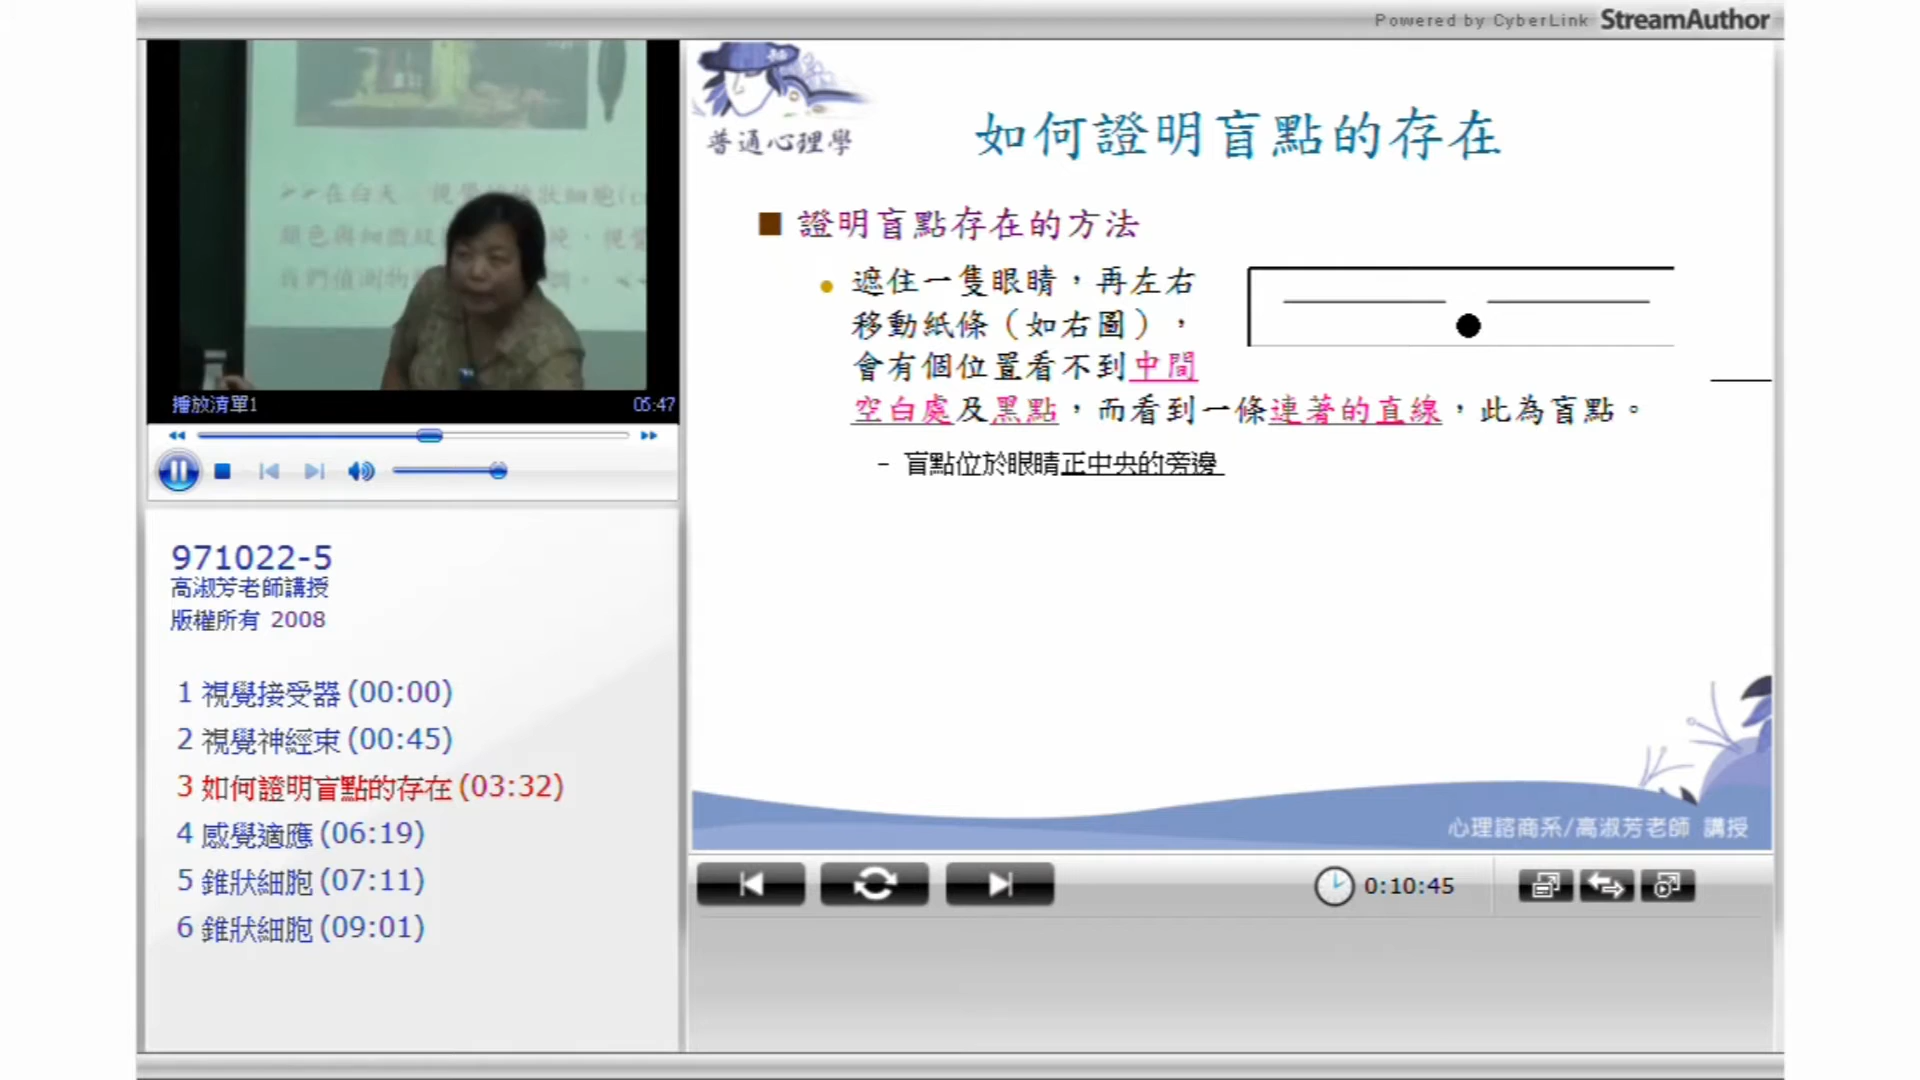 Powered by CyberLink StreamAuthor
普通心理學
如何證明盲點的存在
證明盲點存在的方法
遮住一隻眼睛，再左右
移動紙條（如右圖），
會有個位置看不到中間
空白處及黑點，而看到一條連著的直線，此為盲點。
- 盲點位於眼睛正中央的旁邊
心理諮商系/高淑芳老師 講授
0:10:45
>>在白天
我們偵測物
播放清單1
05:47
971022-5
高淑芳老師講授
版權所有 2008
1 視覺接受器 (00:00)
2 視覺神經束 (00:45)
3 如何證明盲點的存在 (03:32)
4 感覺適應 (06:19)
5 錐狀細胞 (07:11)
6 錐狀細胞 (09:01)